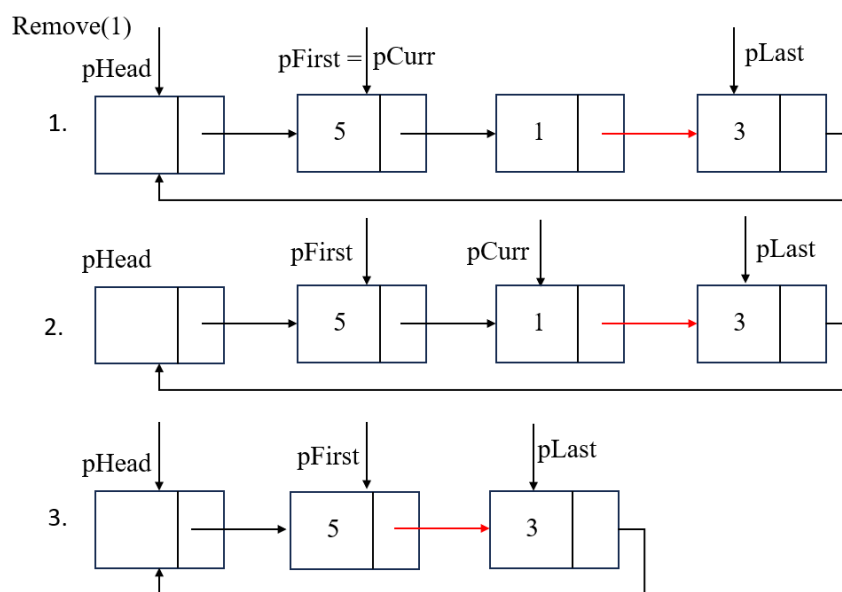 Remove(1)
pHead pFirst = pCurr pLast
1. 5 1 3
pHead pFirst pCurr pLast
2. 5 1 3
pHead pFirst pLast
3. 5 3